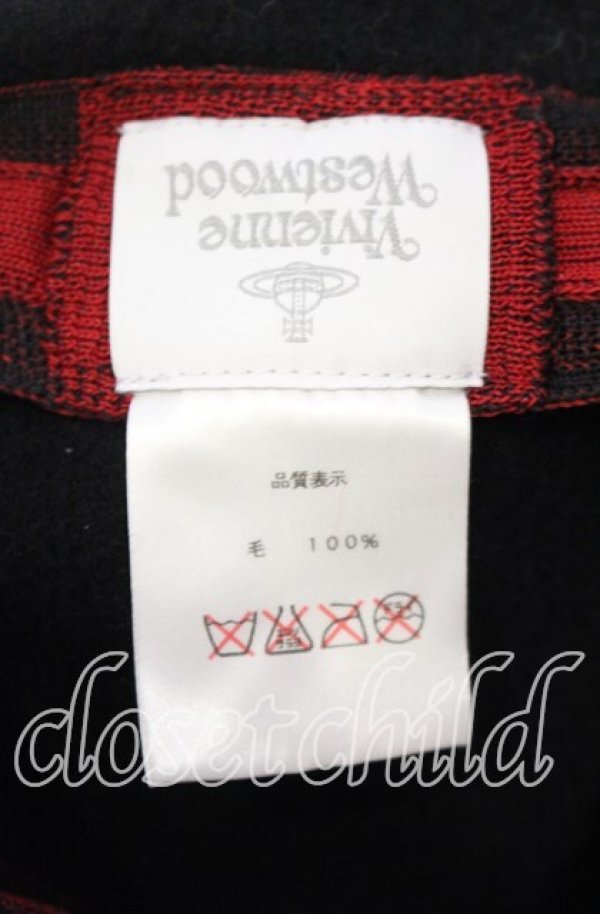 Vivienne
Westwood
品質表示
毛 100%
closet child